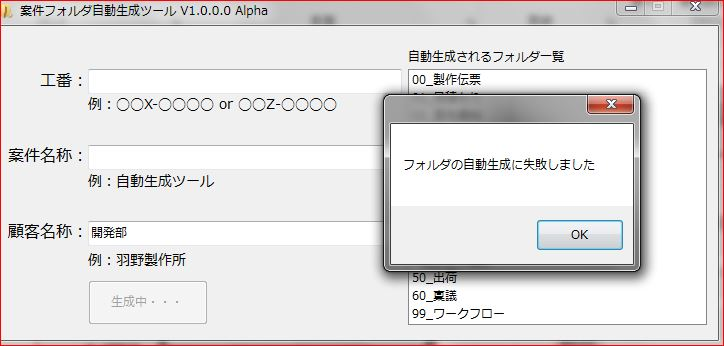 案件フォルダ自動生成ツール V1.0.0.0 Alpha
自動生成されるフォルダ一覧
工番：
例：〇〇X-〇〇〇〇 or 〇〇Z-〇〇〇〇
案件名称：
例：自動生成ツール
顧客名称：
開発部
例：羽野製作所
生成中・・・
00_製作伝票
フォルダの自動生成に失敗しました
OK
50_出荷
60_稟議
99_ワークフロー